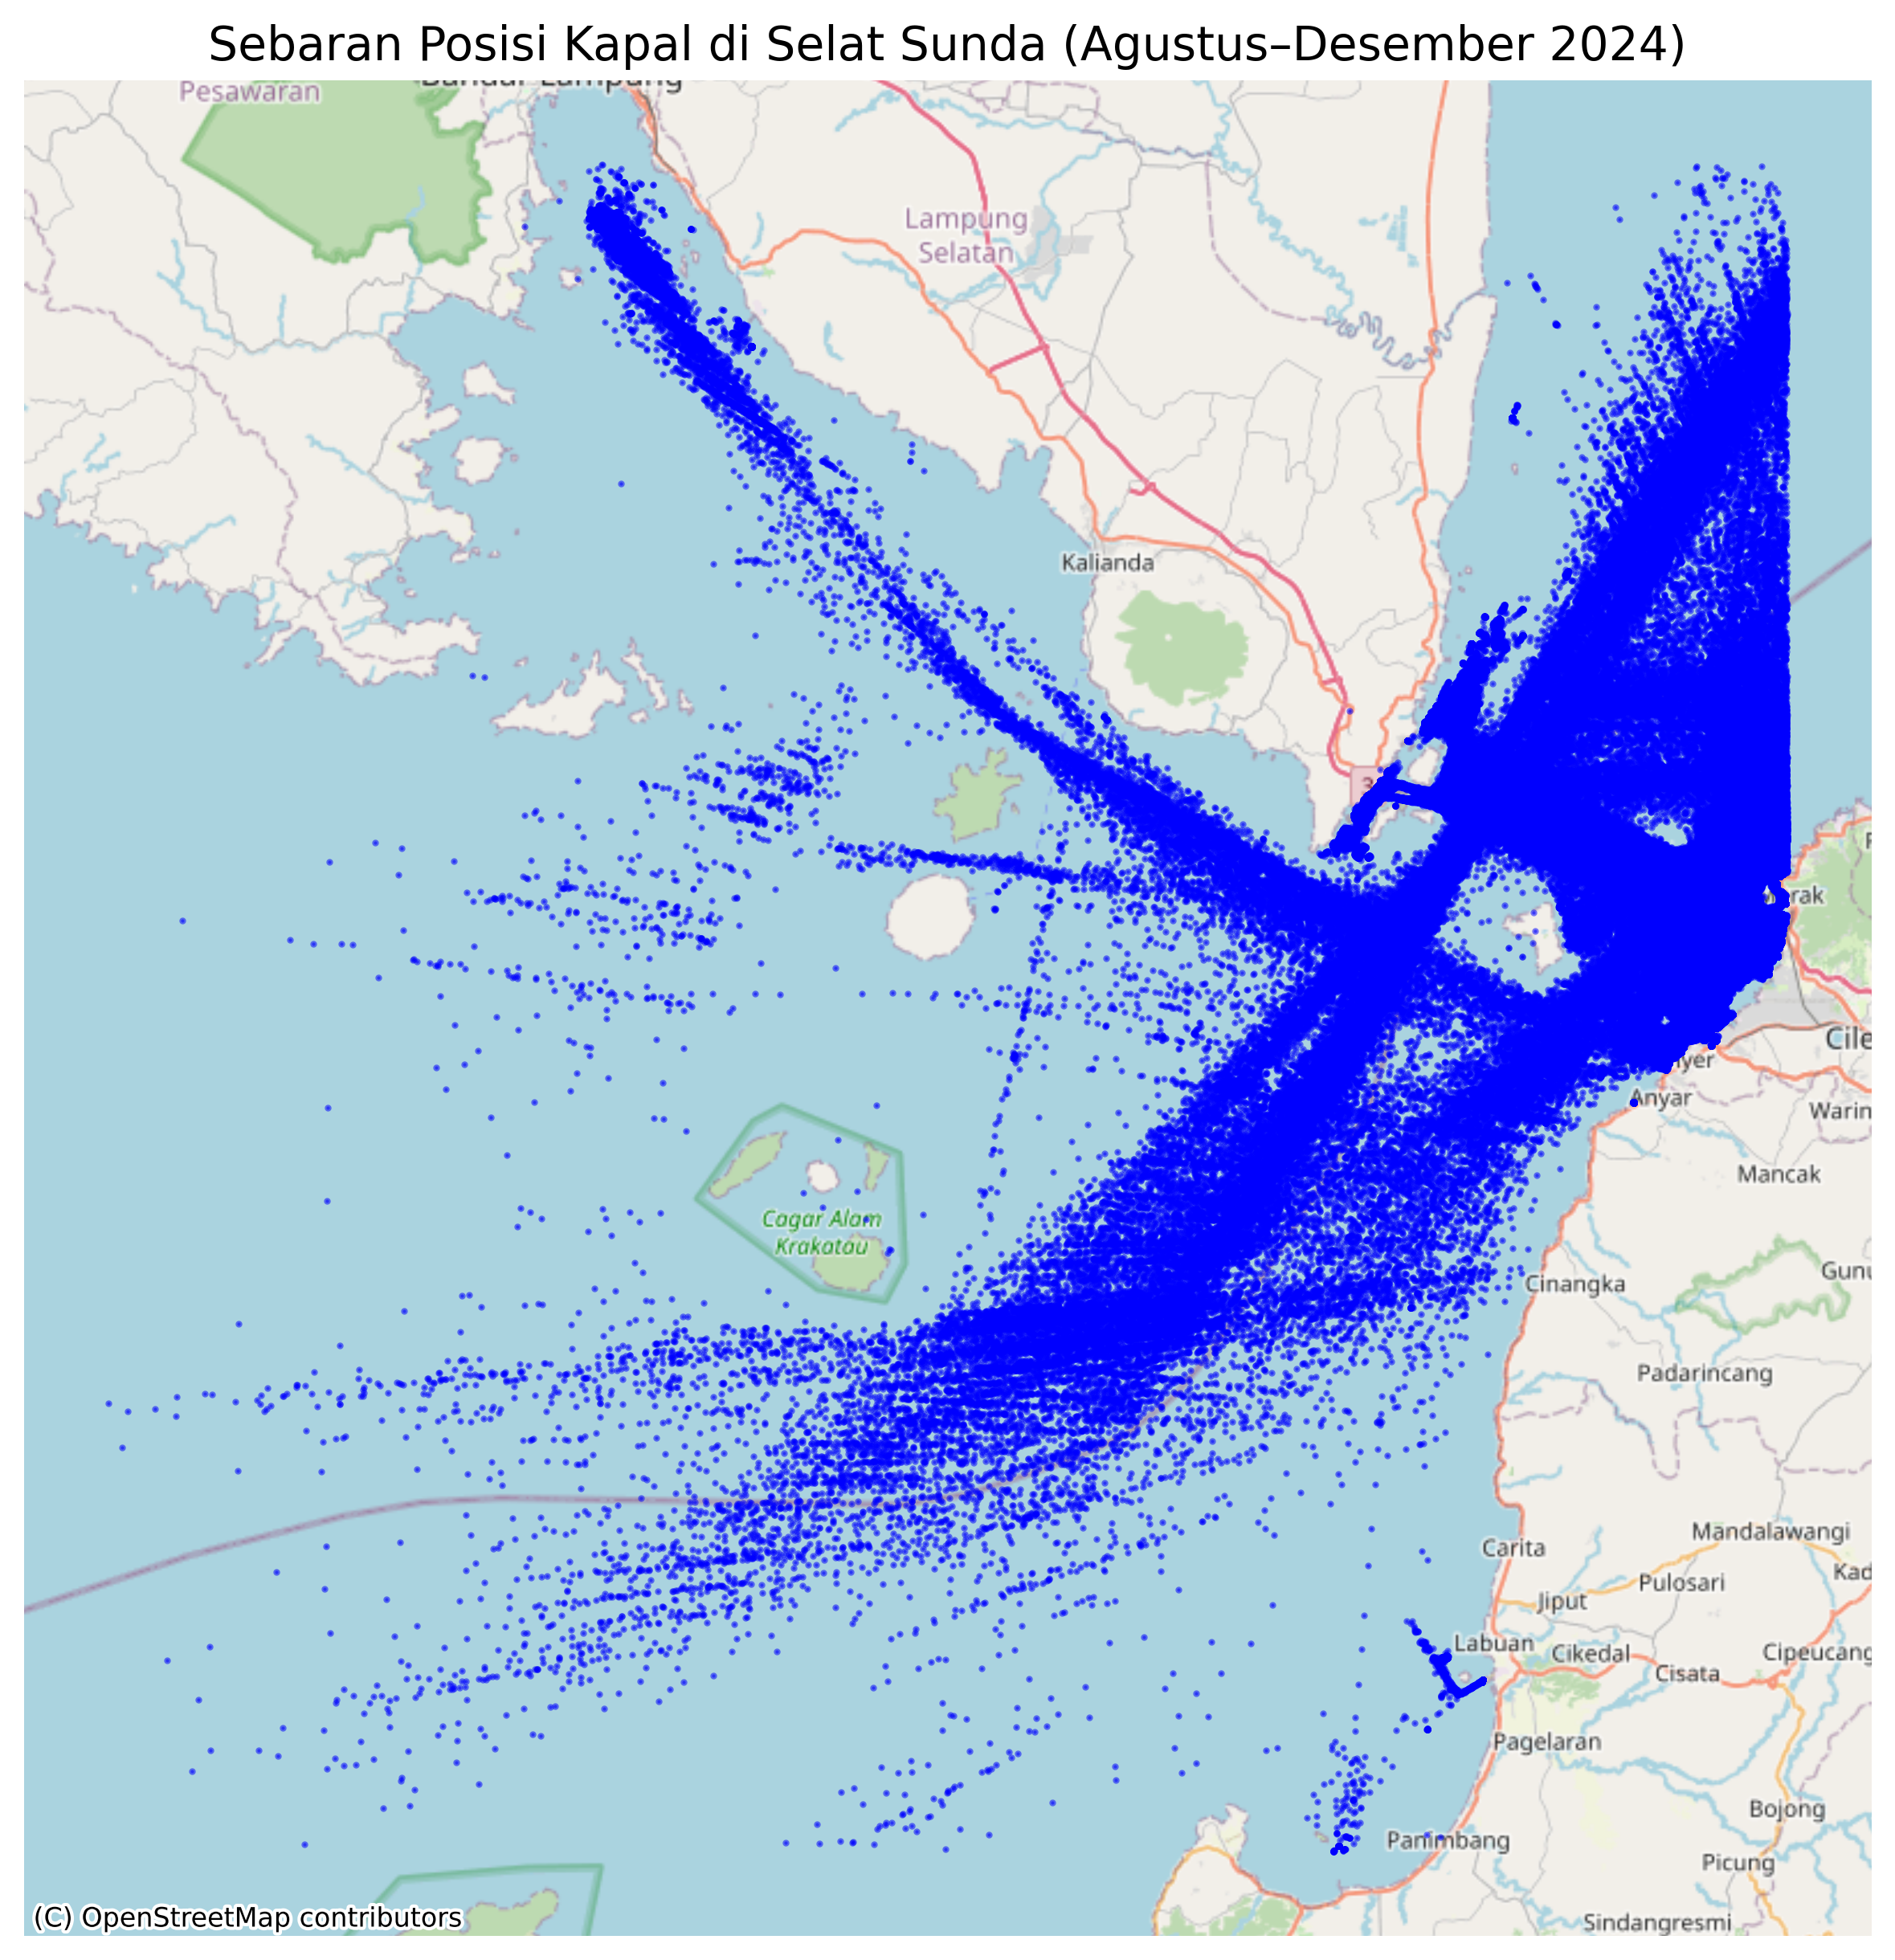 Sebaran Posisi Kapal di Selat Sunda (Agustus–Desember 2024)
Bandar Lampung
Pesawaran
Lampung
Selatan
Kalianda
3
rak
Cile
nyer
Anyar
Warin
Mancak
Cagar Alam
Krakatau
Cinangka
Gunu
Padarincang
Mandalawangi
Carita
Kad
Pulosari
Jiput
Labuan
Cikedal
Cipeucang
Cisata
Pagelaran
Bojong
Panimbang
Picung
Sindangresmi
(C) OpenStreetMap contributors